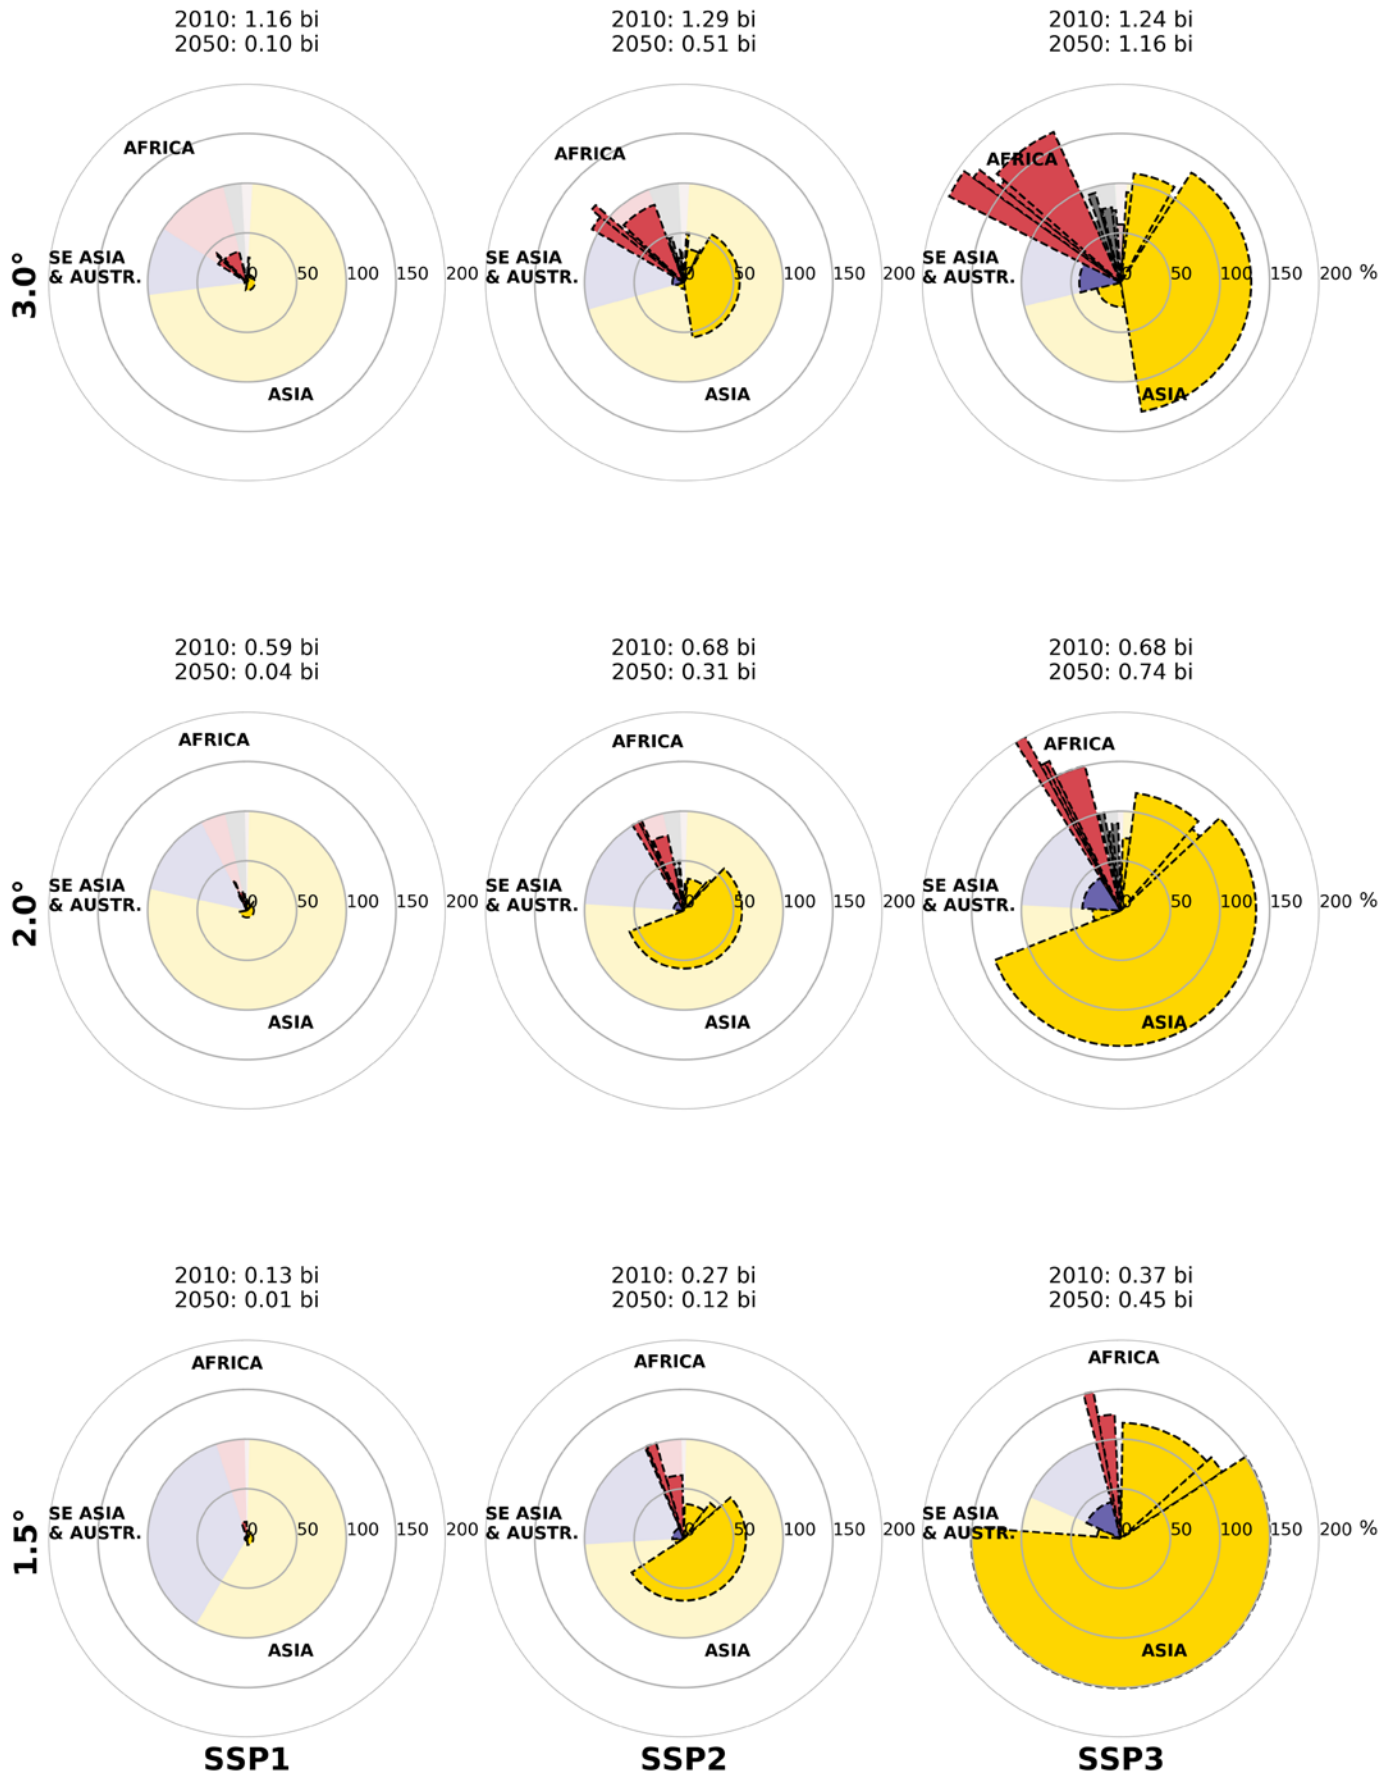 2010: 1.16 bi
2050: 0.10 bi
2010: 1.29 bi
2050: 0.51 bi
2010: 1.24 bi
2050: 1.16 bi
3.0°
AFRICA
SE ASIA
& AUSTR.
0 50 100 150 200
ASIA
AFRICA
SE ASIA
& AUSTR.
0 50 100 150 200
ASIA
AFRICA
SE ASIA
& AUSTR.
0 50 100 150 200 %
ASIA
2010: 0.59 bi
2050: 0.04 bi
2010: 0.68 bi
2050: 0.31 bi
2010: 0.68 bi
2050: 0.74 bi
2.0°
AFRICA
SE ASIA
& AUSTR.
0 50 100 150 200
ASIA
AFRICA
SE ASIA
& AUSTR.
0 50 100 150 200
ASIA
AFRICA
SE ASIA
& AUSTR.
0 50 100 150 200 %
ASIA
2010: 0.13 bi
2050: 0.01 bi
2010: 0.27 bi
2050: 0.12 bi
2010: 0.37 bi
2050: 0.45 bi
1.5°
AFRICA
SE ASIA
& AUSTR.
0 50 100 150 200
ASIA
AFRICA
SE ASIA
& AUSTR.
0 50 100 150 200
ASIA
AFRICA
SE ASIA
& AUSTR.
0 50 100 150 200 %
ASIA
SSP1
SSP2
SSP3